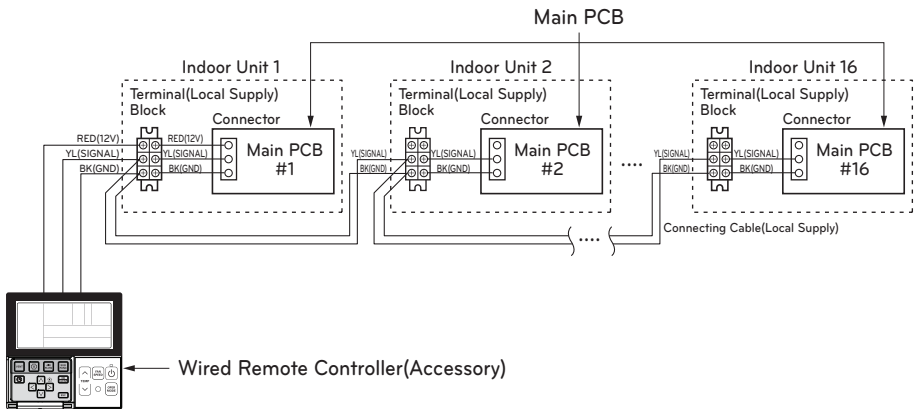 Main PCB
Indoor Unit 1
Indoor Unit 2
Indoor Unit 16
Terminal(Local Supply)
Block
Connector
Terminal(Local Supply)
Block
Connector
Terminal(Local Supply)
Block
Connector
RED(12V)
RED(12V)
YL(SIGNAL)
YL(SIGNAL)
BK(GND)
BK(GND)
Main PCB
#1
YL(SIGNAL)
YL(SIGNAL)
BK(GND)
BK(GND)
Main PCB
#2
....
YL(SIGNAL)
YL(SIGNAL)
BK(GND)
BK(GND)
Main PCB
#16
....
Connecting Cable(Local Supply)
TEMP
Wired Remote Controller(Accessory)